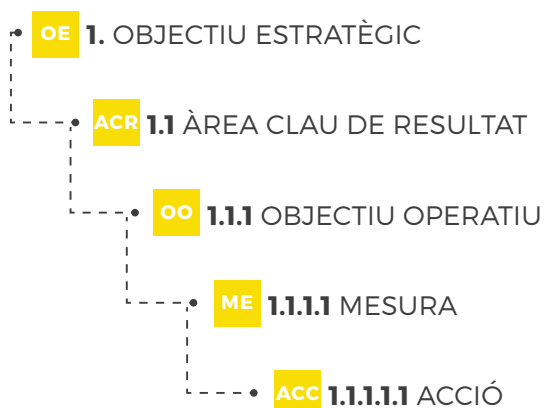 OE 1. OBJECTIU ESTRATÈGIC
ACR 1.1 ÀREA CLAU DE RESULTAT
OO 1.1.1 OBJECTIU OPERATIU
ME 1.1.1.1 MESURA
ACC 1.1.1.1.1 ACCIÓ